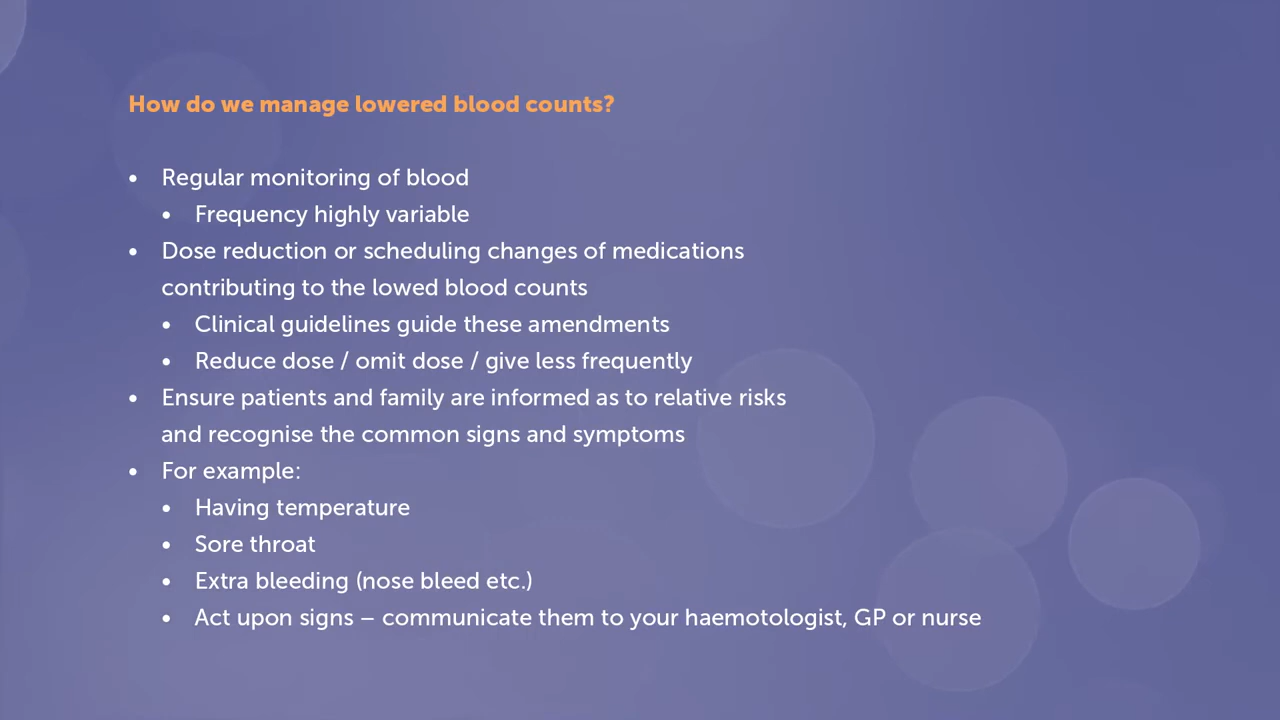 How do we manage lowered blood counts?
• Regular monitoring of blood
• Frequency highly variable
• Dose reduction or scheduling changes of medications
contributing to the lowed blood counts
• Clinical guidelines guide these amendments
• Reduce dose / omit dose / give less frequently
• Ensure patients and family are informed as to relative risks
and recognise the common signs and symptoms
• For example:
• Having temperature
• Sore throat
• Extra bleeding (nose bleed etc.)
• Act upon signs – communicate them to your haemotologist, GP or nurse